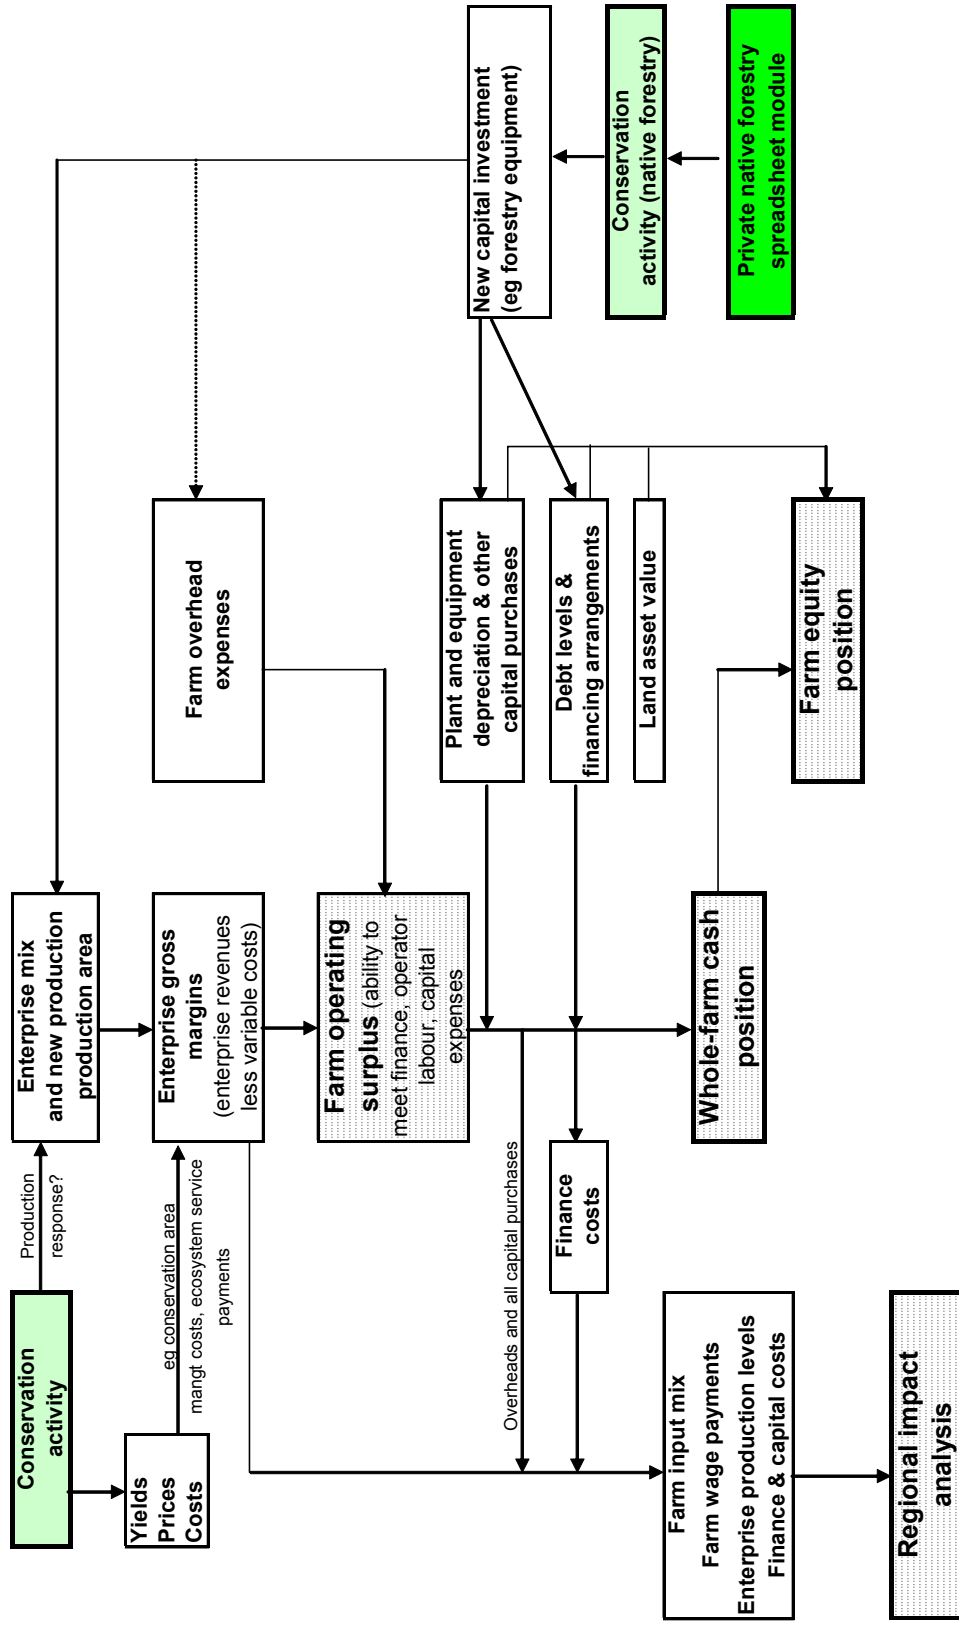 Conservation
activity
Production
response?
Enterprise mix
and new production
production area
Yields
Prices
Costs
eg conservation area
mangt costs, ecosystem service
payments
Enterprise gross
margins
(enterprise revenues
less variable costs)
Farm overhead
expenses
Farm operating
surplus (ability to
meet finance, operator
labour, capital
expenses
Plant and equipment
depreciation & other
capital purchases
New capital investment
(eg forestry equipment)
Overheads and all capital purchases
Finance
costs
Debt levels &
financing arrangements
Conservation
activity (native forestry)
Land asset value
Farm input mix
Farm wage payments
Enterprise production levels
Finance & capital costs
Whole-farm cash
position
Private native forestry
spreadsheet module
Farm equity
position
Regional impact
analysis